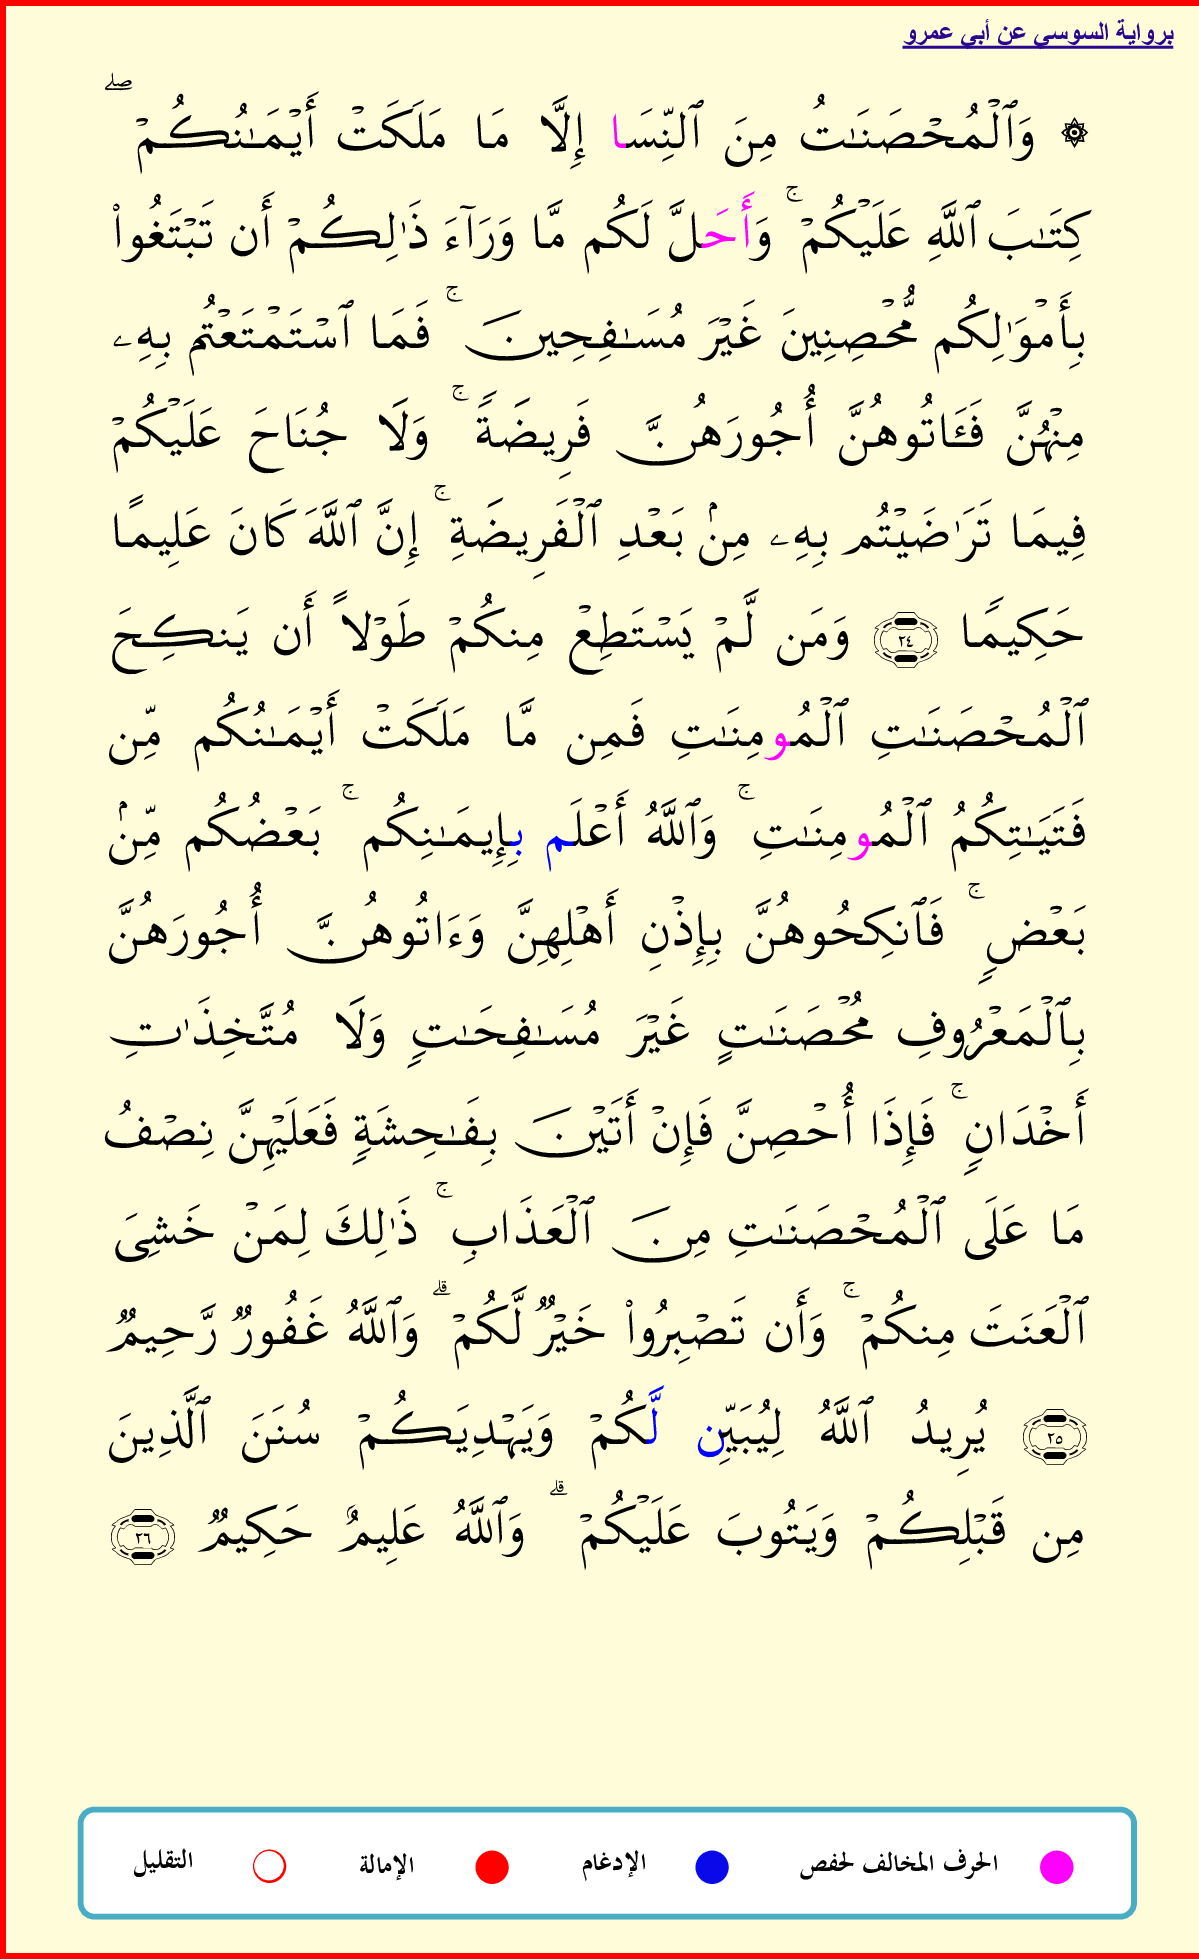 برواية السوسي عن أبي عمرو
۞ وَٱلۡمُحۡصَنَٰتُ مِنَ ٱلنِّسَا إِلَّا مَا مَلَكَتۡ أَيۡمَٰنُكُمۡۖ
كِتَٰبَ ٱللَّهِ عَلَيۡكُمۡۚ وَأَحَلَّ لَكُم مَّا وَرَآءَ ذَٰلِكُمۡ أَن تَبۡتَغُواْ
بِأَمۡوَٰلِكُم مُّحۡصِنِينَ غَيۡرَ مُسَٰفِحِينَۚ فَمَا ٱسۡتَمۡتَعۡتُم بِهِۦ
مِنۡهُنَّ فَـَٔاتُوهُنَّ أُجُورَهُنَّ فَرِيضَةًۚ وَلَا جُنَاحَ عَلَيۡكُمۡ
فِيمَا تَرَٰضَيۡتُم بِهِۦ مِنۢ بَعۡدِ ٱلۡفَرِيضَةِۚ إِنَّ ٱللَّهَ كَانَ عَلِيمًا
حَكِيمًا ٢٤ وَمَن لَّمۡ يَسۡتَطِعۡ مِنكُمۡ طَوۡلًا أَن يَنكِحَ
ٱلۡمُحۡصَنَٰتِ ٱلۡمُومِنَٰتِ فَمِن مَّا مَلَكَتۡ أَيۡمَٰنُكُم مِّن
فَتَيَٰتِكُمُ ٱلۡمُومِنَٰتِۚ وَٱللَّهُ أَعۡلَم بِإِيمَٰنِكُمۚ بَعۡضُكُم مِّنۢ
بَعۡضٖۚ فَٱنكِحُوهُنَّ بِإِذۡنِ أَهۡلِهِنَّ وَءَاتُوهُنَّ أُجُورَهُنَّ
بِٱلۡمَعۡرُوفِ مُحۡصَنَٰتٍ غَيۡرَ مُسَٰفِحَٰتٖ وَلَا مُتَّخِذَٰتِ
أَخۡدَانٖۚ فَإِذَا أُحۡصِنَّ فَإِنۡ أَتَيۡنَ بِفَٰحِشَةٖ فَعَلَيۡهِنَّ نِصۡفُ
مَا عَلَى ٱلۡمُحۡصَنَٰتِ مِنَ ٱلۡعَذَابِۚ ذَٰلِكَ لِمَنۡ خَشِيَ
ٱلۡعَنَتَ مِنكُمۡۚ وَأَن تَصۡبِرُواْ خَيۡرٞ لَّكُمۡۗ وَٱللَّهُ غَفُورٞ رَّحِيمٞ
٢٥ يُرِيدُ ٱللَّهُ لِيُبَيِّن لَّكُمۡ وَيَهۡدِيَكُمۡ سُنَنَ ٱلَّذِينَ
مِن قَبۡلِكُمۡ وَيَتُوبَ عَلَيۡكُمۡۗ وَٱللَّهُ عَلِيمٌ حَكِيمٞ ٢٦
الحرف المخالف لحفص الإدغام الإمالة التقليل